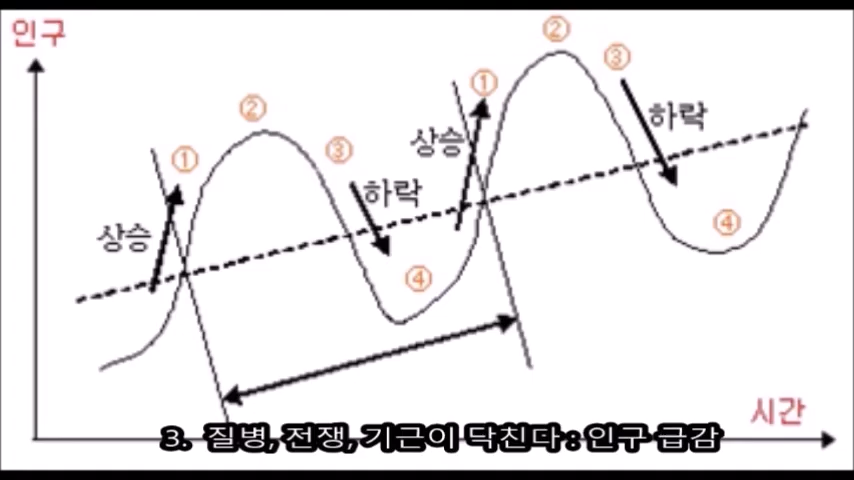 인구
②
②
③
①
하락
①
③
상승
하락
상승
④
④
시간
3. 질병, 전쟁, 기근이 닥친다 : 인구 급감